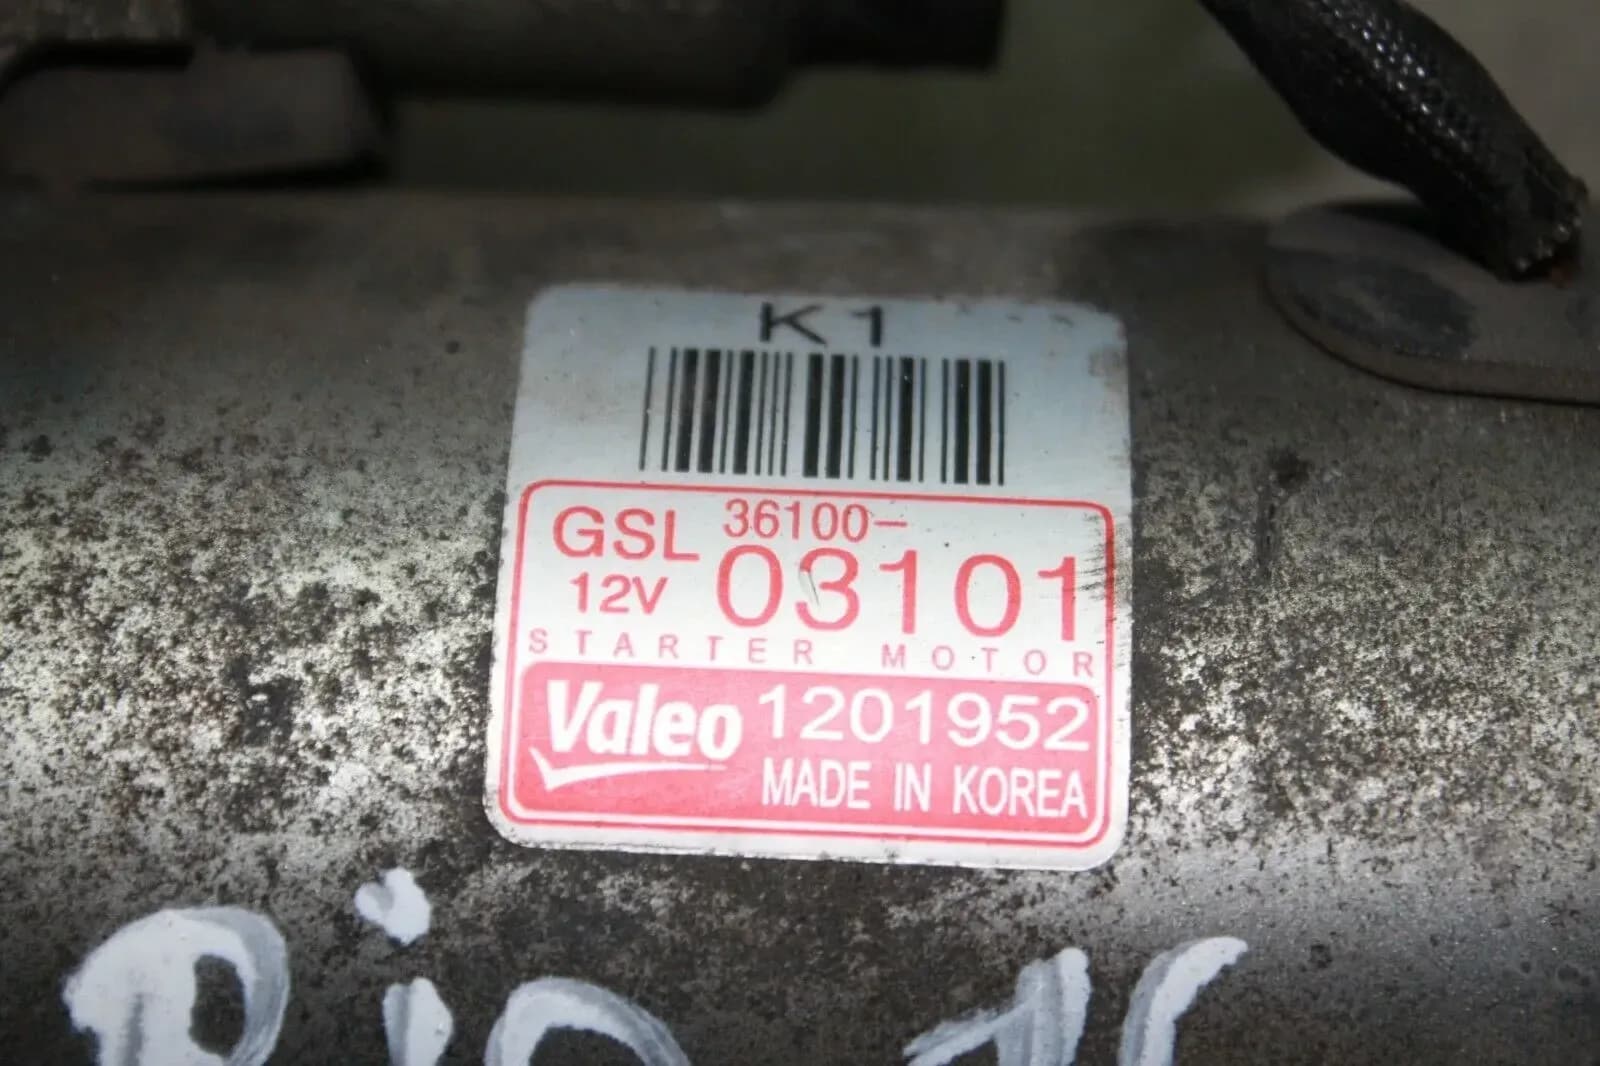 K1
GSL 36100-
12V 03101
STARTER MOTOR
Valeo 1201952
MADE IN KOREA